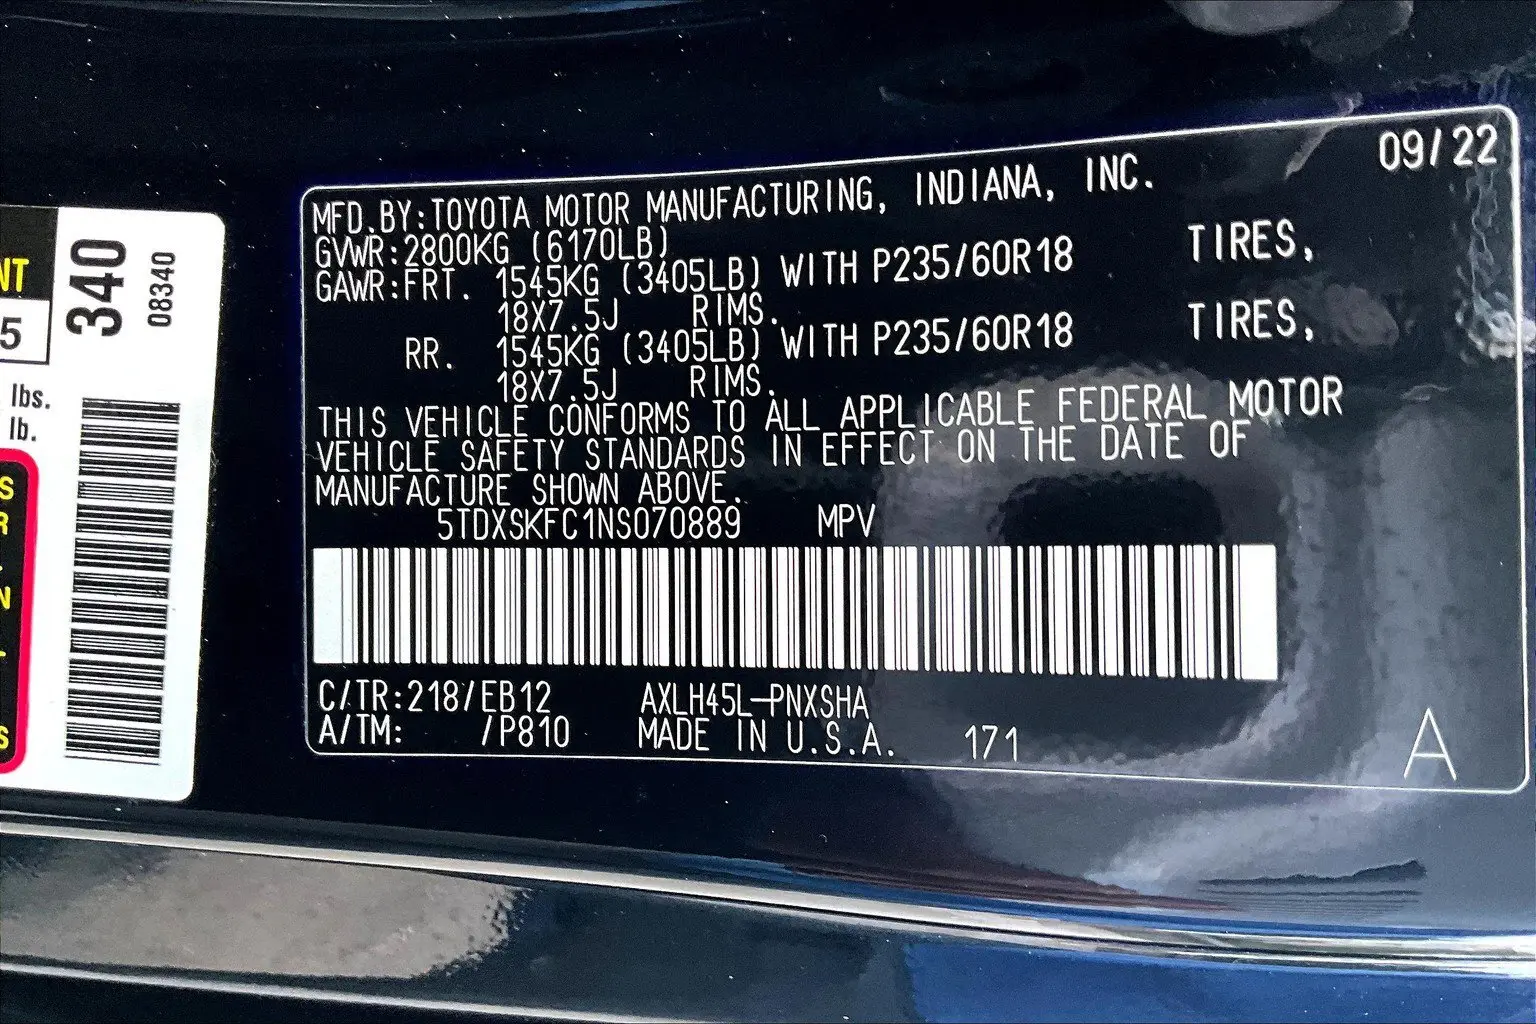 NT
5
lbs.
lb.
S
R
N
S
340
08340
09/22
MFD.BY:TOYOTA MOTOR MANUFACTURING, INDIANA, INC.
GVWR:2800KG (6170LB)
GAWR:FRT. 1545KG (3405LB) WITH P235/60R18 TIRES,
18X7.5J RIMS.
RR. 1545KG (3405LB) WITH P235/60R18 TIRES,
18X7.5J RIMS.
THIS VEHICLE CONFORMS TO ALL APPLICABLE FEDERAL MOTOR
VEHICLE SAFETY STANDARDS IN EFFECT ON THE DATE OF
MANUFACTURE SHOWN ABOVE.
5TDXSKFC1NS070889 MPV
C/TR:218/EB12 AXLH45L-PNXSHA
A/TM: /P810 MADE IN U.S.A. 171
A